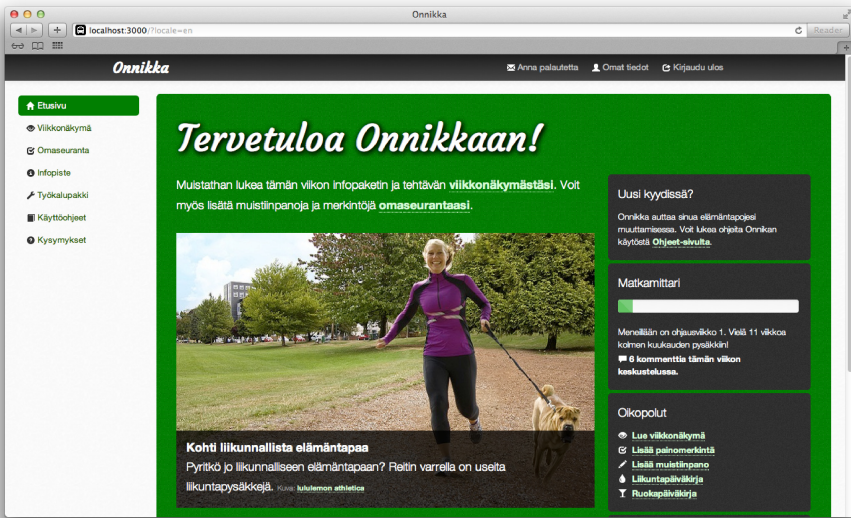 Onnikka
localhost:3000/?locale=en
Reader
Onnikka
Anna palautetta
Omat tiedot
Kirjaudu ulos
Etusivu
Viikkonäkymä
Omaseuranta
Infopiste
Työkalupakki
Käyttöohjeet
Kysymykset
Tervetuloa Onnikkaan!
Muistathan lukea tämän viikon infopaketin ja tehtävän viikkonäkymästäsi. Voit
myös lisätä muistiinpanoja ja merkintöjä omaseurantaasi.
Kohti liikunnallista elämäntapaa
Pyritkö jo liikunnalliseen elämäntapaan? Reitin varrella on useita
liikuntapysäkkejä. Kuva: lululemon athletica
Uusi kyydissä?
Onnikka auttaa sinua elämäntapojesi
muuttamisessa. Voit lukea ohjeita Onnikan
käytöstä Ohjeet-sivulta.
Matkamittari
Meneillään on ohjausviikko 1. Vielä 11 viikkoa
kolmen kuukauden pysäkkiin!
6 kommenttia tämän viikon
keskustelussa.
Oikopolut
Lue viikkonäkymä
Lisää painomerkintä
Lisää muistiinpano
Liikuntapäiväkirja
Ruokapäiväkirja